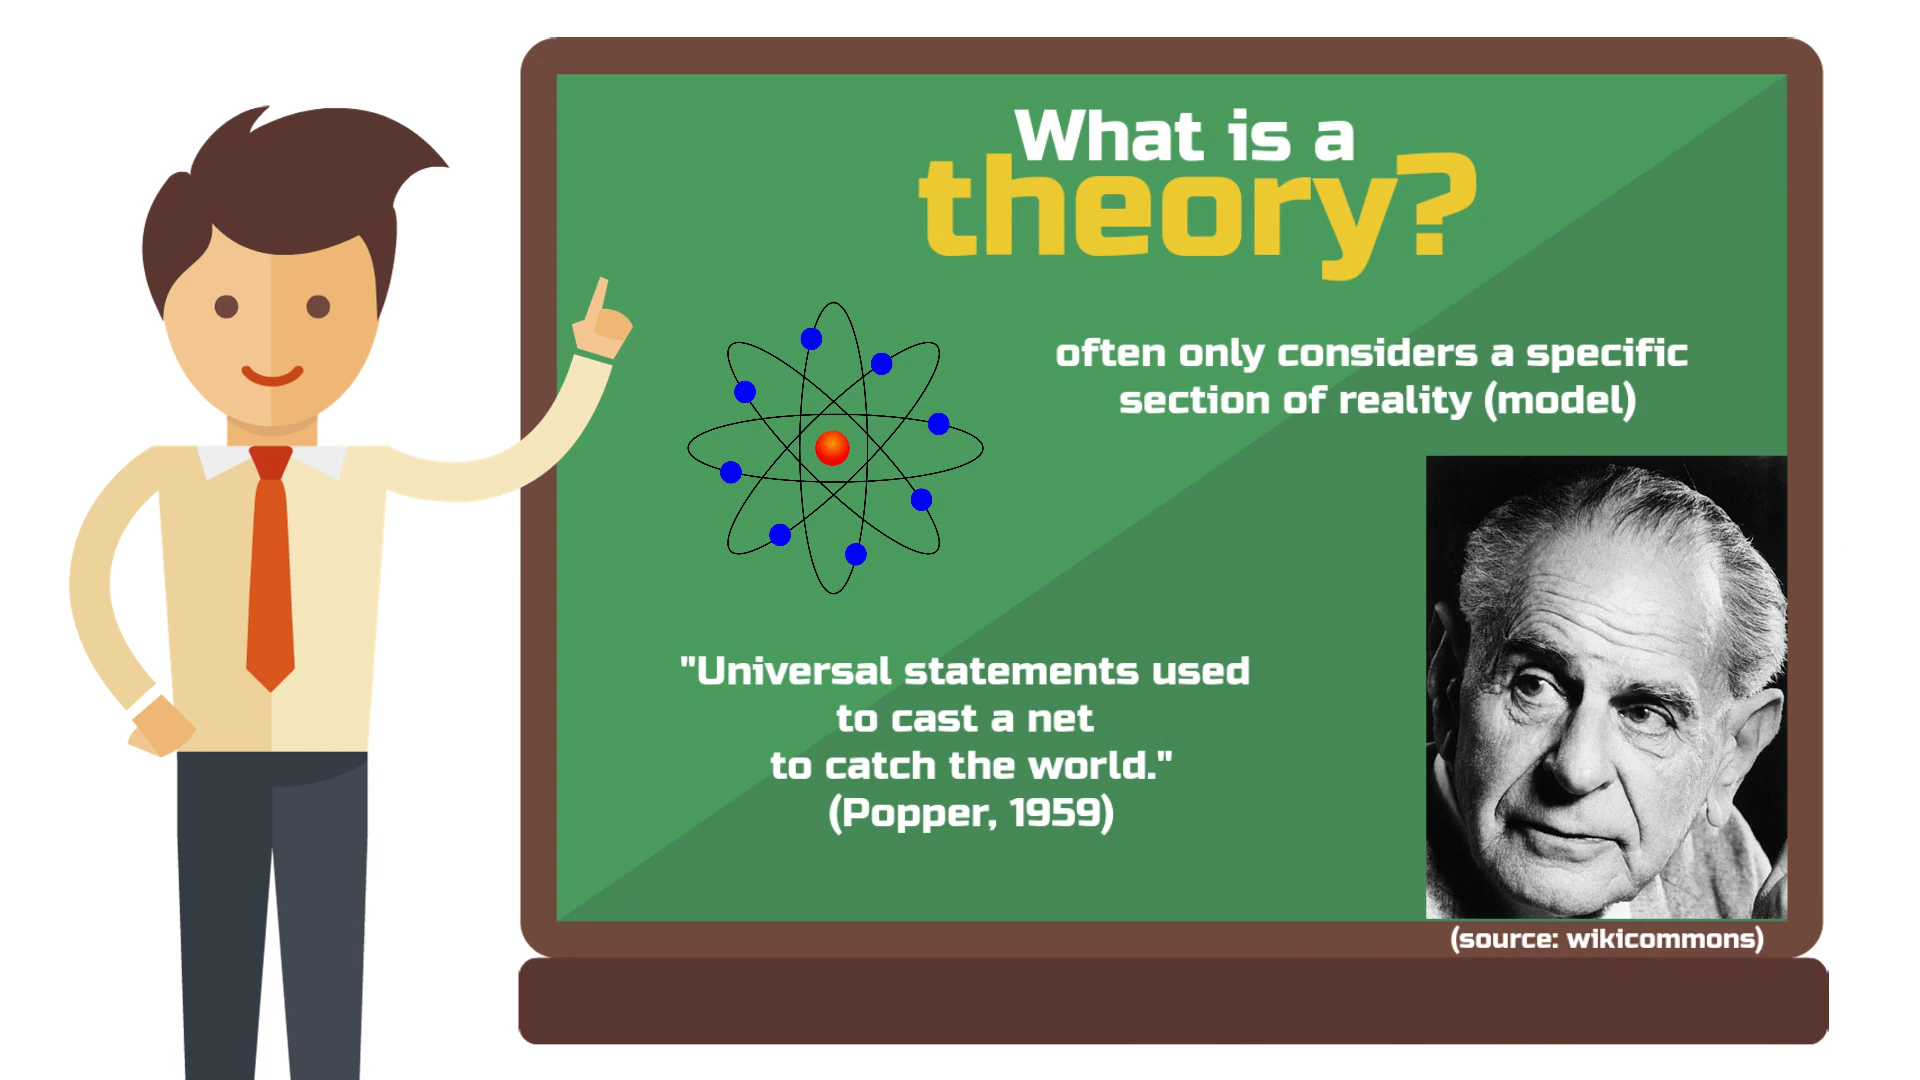 What is a
theory?
often only considers a specific
section of reality (model)
"Universal statements used
to cast a net
to catch the world."
(Popper, 1959)
(source: wikicommons)